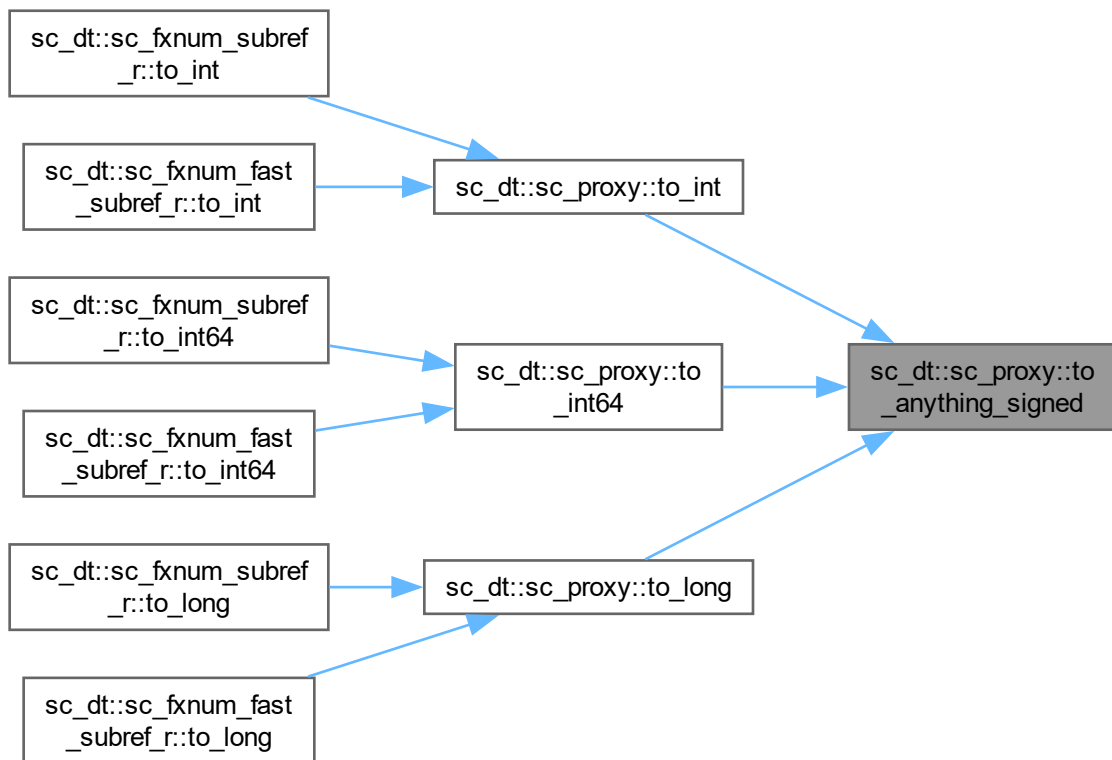 sc_dt::sc_fxnum_subref
_r::to_int
sc_dt::sc_fxnum_fast
_subref_r::to_int
sc_dt::sc_proxy::to_int
sc_dt::sc_fxnum_subref
_r::to_int64
sc_dt::sc_fxnum_fast
_subref_r::to_int64
sc_dt::sc_proxy::to
_int64
sc_dt::sc_proxy::to
_anything_signed
sc_dt::sc_fxnum_subref
_r::to_long
sc_dt::sc_fxnum_fast
_subref_r::to_long
sc_dt::sc_proxy::to_long